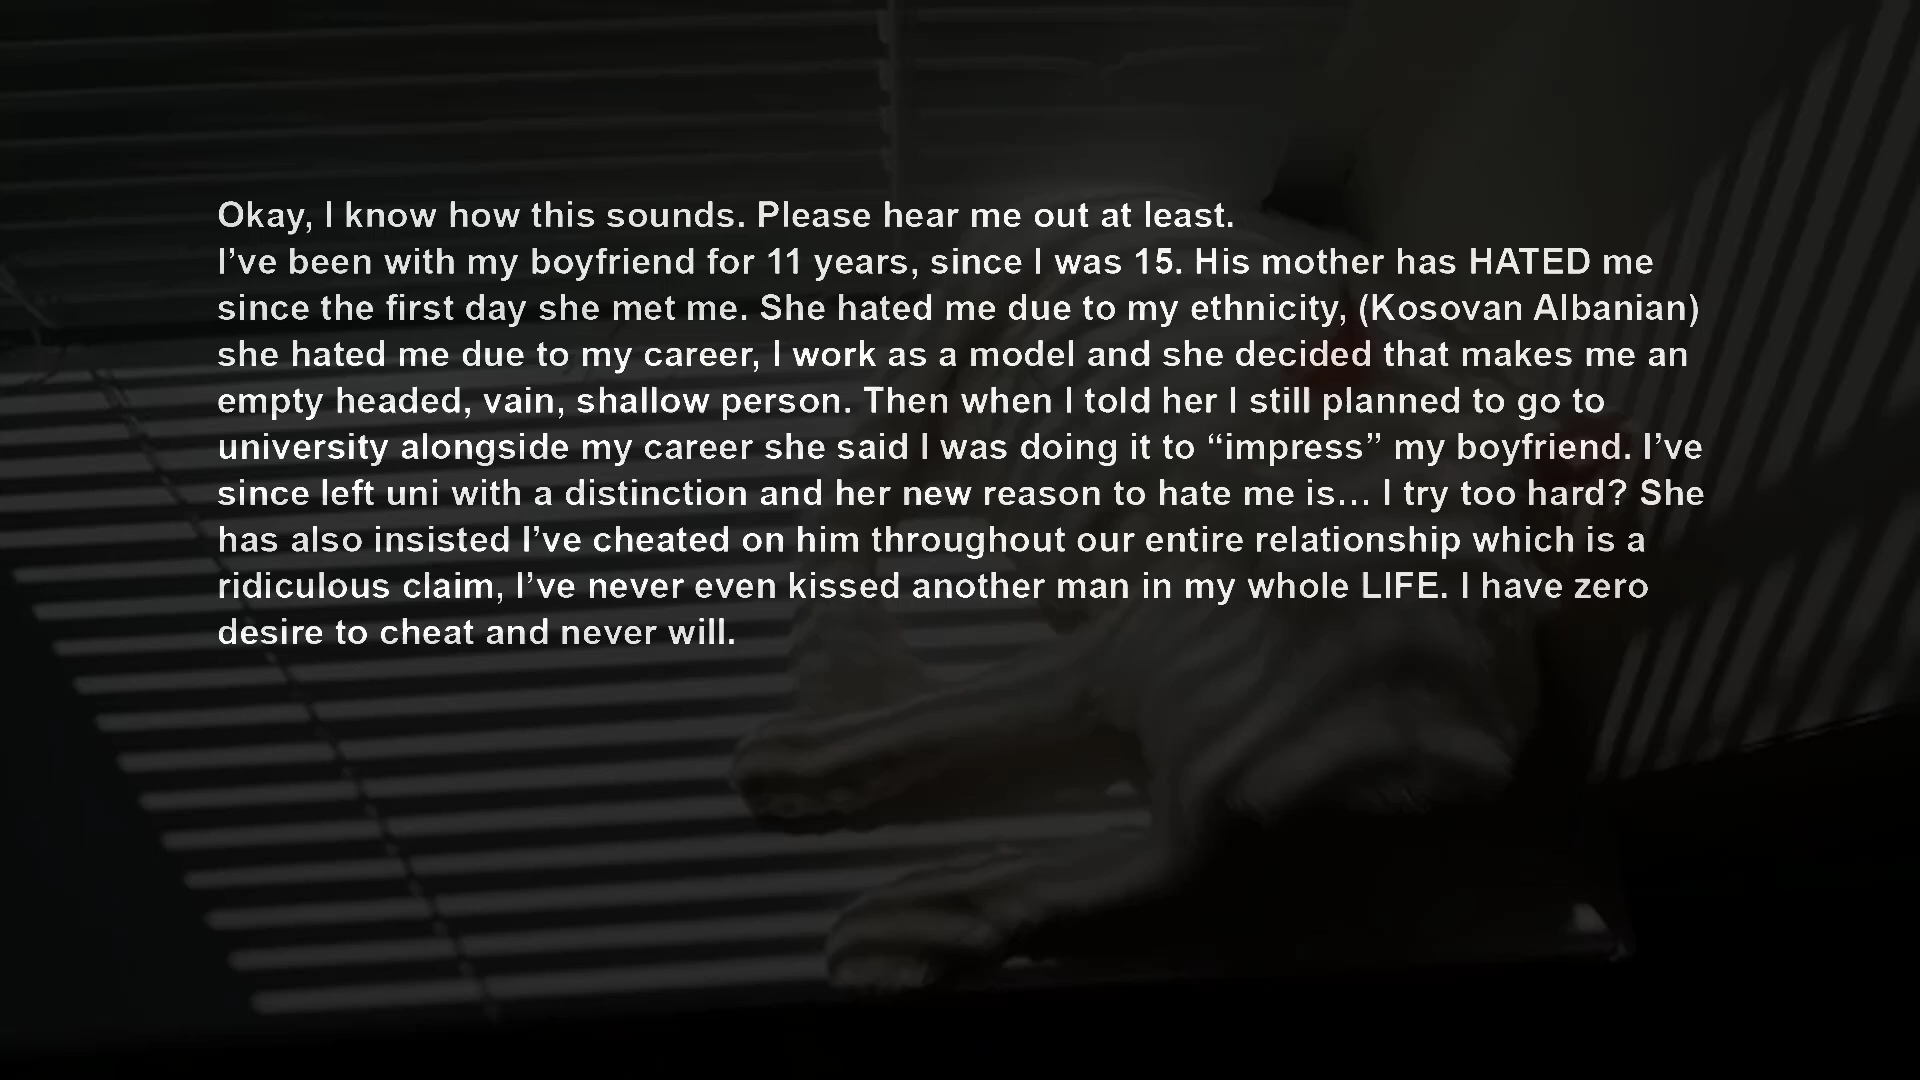 Okay, I know how this sounds. Please hear me out at least.
I’ve been with my boyfriend for 11 years, since I was 15. His mother has HATED me
since the first day she met me. She hated me due to my ethnicity, (Kosovan Albanian)
she hated me due to my career, I work as a model and she decided that makes me an
empty headed, vain, shallow person. Then when I told her I still planned to go to
university alongside my career she said I was doing it to “impress” my boyfriend. I’ve
since left uni with a distinction and her new reason to hate me is… I try too hard? She
has also insisted I’ve cheated on him throughout our entire relationship which is a
ridiculous claim, I’ve never even kissed another man in my whole LIFE. I have zero
desire to cheat and never will.